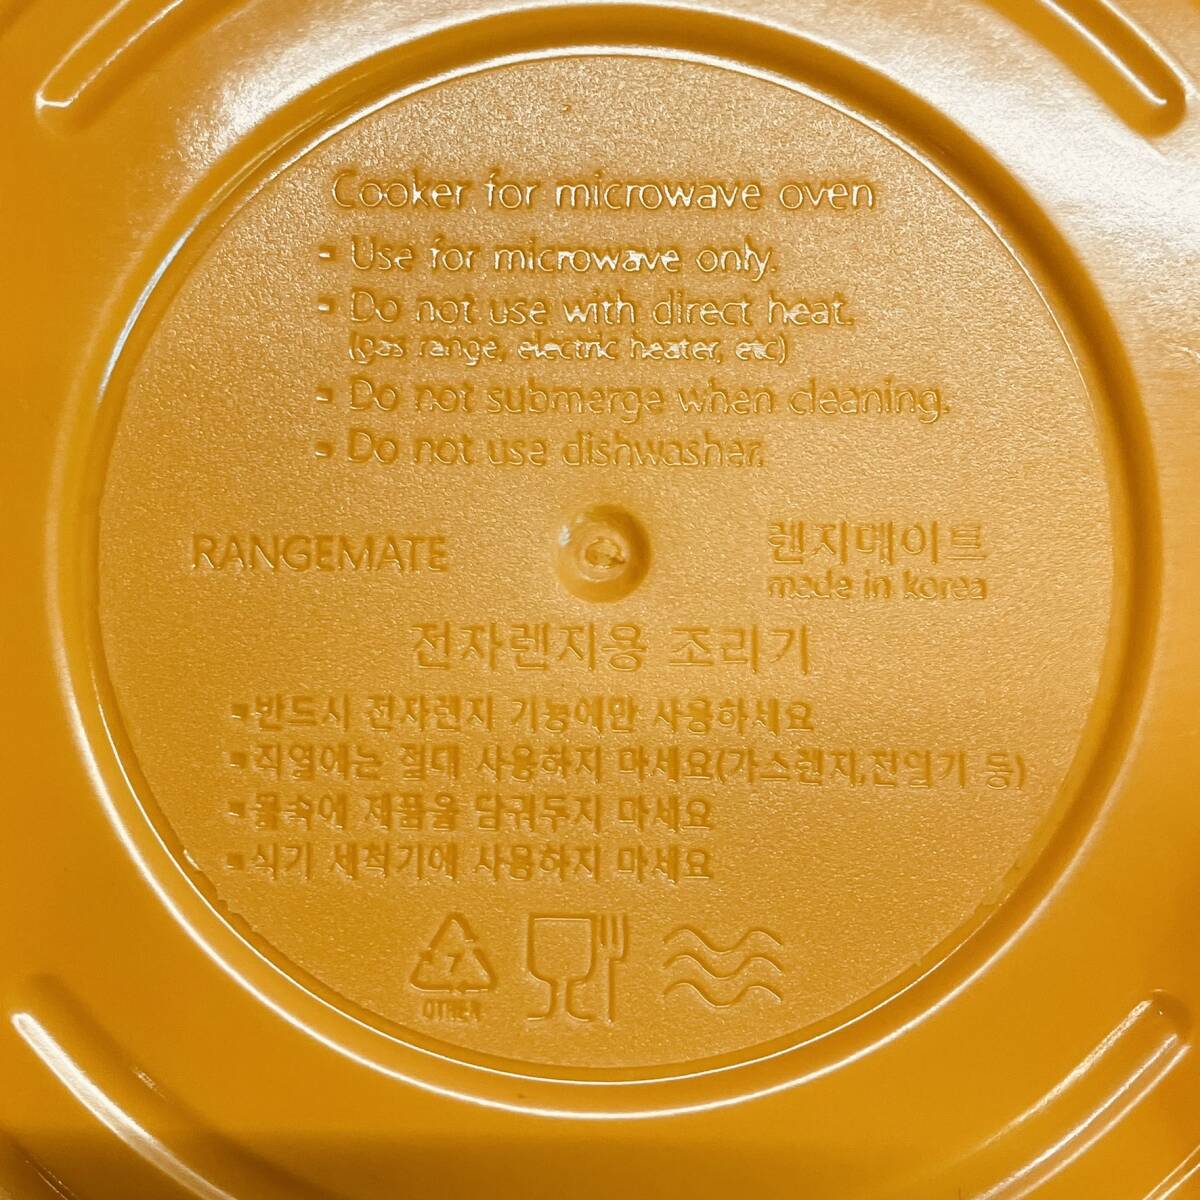 Cooker for microwave oven
- Use for microwave only.
- Do not use with direct heat.
(gas range, electric heater, etc)
- Do not submerge when cleaning.
- Do not use dishwasher.
RANGEMATE
렌지메이트
made in korea
전자렌지용 조리기
-반드시 전자렌지 기능에만 사용하세요
-직열에는 절대 사용하지 마세요(가스렌지,전열기 등)
-물속에 제품을 담궈두지 마세요
-식기 세척기에 사용하지 마세요
7
OTHER